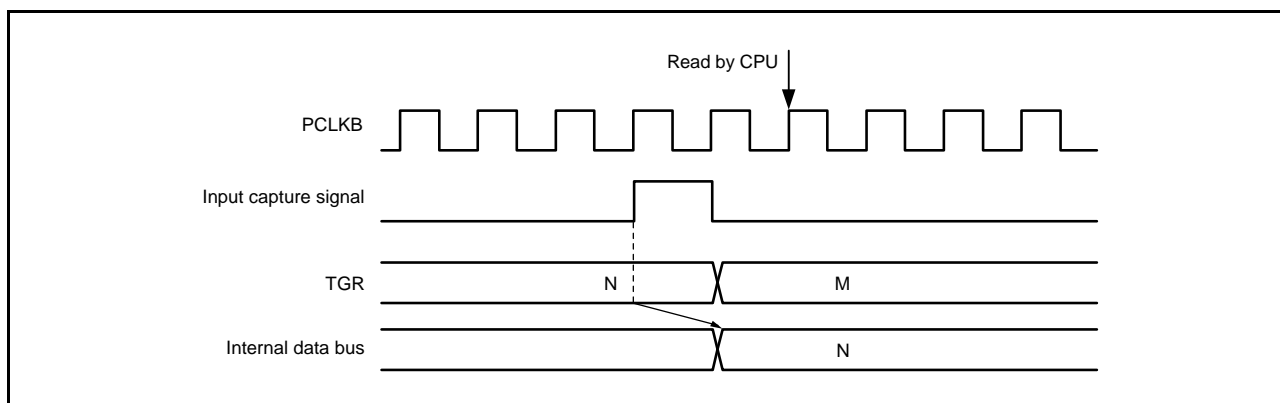 Read by CPU
PCLKB
Input capture signal
TGR N M
Internal data bus N